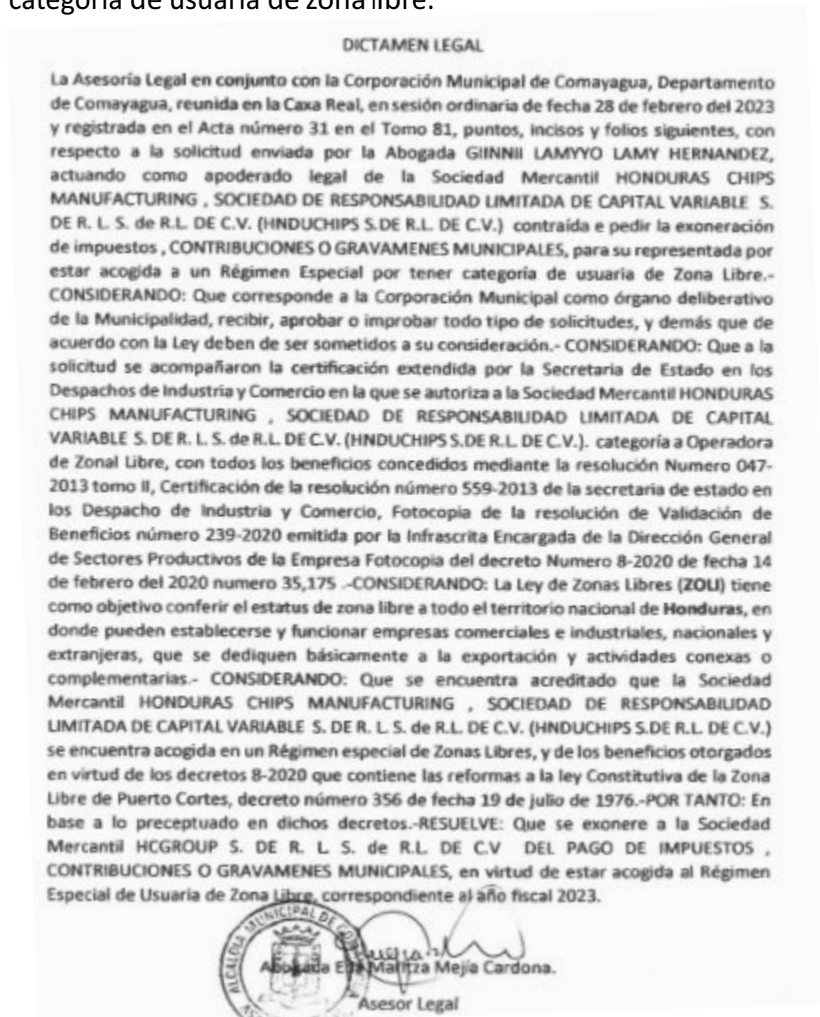 categoría de usuaria de zona libre.
DICTAMEN LEGAL
La Asesoría Legal en conjunto con la Corporación Municipal de Comayagua, Departamento
de Comayagua, reunida en la Caxa Real, en sesión ordinaria de fecha 28 de febrero del 2023
y registrada en el Acta número 31 en el Tomo 81, puntos, incisos y folios siguientes, con
respecto a la solicitud enviada por la Abogada GIINNII LAMYYO LAMY HERNANDEZ,
actuando como apoderado legal de la Sociedad Mercantil HONDURAS CHIPS
MANUFACTURING , SOCIEDAD DE RESPONSABILIDAD LIMITADA DE CAPITAL VARIABLE S.
DE R. L. S. de R.L. DE C.V. (HNDUCHIPS S.DE R.L. DE C.V.) contraída e pedir la exoneración
de impuestos , CONTRIBUCIONES O GRAVAMENES MUNICIPALES, para su representada por
estar acogida a un Régimen Especial por tener categoría de usuaria de Zona Libre.-
CONSIDERANDO: Que corresponde a la Corporación Municipal como órgano deliberativo
de la Municipalidad, recibir, aprobar o improbar todo tipo de solicitudes, y demás que de
acuerdo con la Ley deben de ser sometidos a su consideración.- CONSIDERANDO: Que a la
solicitud se acompañaron la certificación extendida por la Secretaria de Estado en los
Despachos de Industria y Comercio en la que se autoriza a la Sociedad Mercantil HONDURAS
CHIPS MANUFACTURING , SOCIEDAD DE RESPONSABILIDAD LIMITADA DE CAPITAL
VARIABLE S. DE R. L. S. de R.L. DE C.V. (HNDUCHIPS S.DE R.L. DE C.V.). categoría a Operadora
de Zonal Libre, con todos los beneficios concedidos mediante la resolución Numero 047-
2013 tomo II, Certificación de la resolución número 559-2013 de la secretaria de estado en
los Despacho de Industria y Comercio, Fotocopia de la resolución de Validación de
Beneficios número 239-2020 emitida por la Infrascrita Encargada de la Dirección General
de Sectores Productivos de la Empresa Fotocopia del decreto Numero 8-2020 de fecha 14
de febrero del 2020 numero 35,175 .-CONSIDERANDO: La Ley de Zonas Libres (ZOLI) tiene
como objetivo conferir el estatus de zona libre a todo el territorio nacional de Honduras, en
donde pueden establecerse y funcionar empresas comerciales e industriales, nacionales y
extranjeras, que se dediquen básicamente a la exportación y actividades conexas o
complementarias.- CONSIDERANDO: Que se encuentra acreditado que la Sociedad
Mercantil HONDURAS CHIPS MANUFACTURING , SOCIEDAD DE RESPONSABILIDAD
LIMITADA DE CAPITAL VARIABLE S. DE R. L. S. de R.L. DE C.V. (HNDUCHIPS S.DE R.L. DE C.V.)
se encuentra acogida en un Régimen especial de Zonas Libres, y de los beneficios otorgados
en virtud de los decretos 8-2020 que contiene las reformas a la ley Constitutiva de la Zona
Libre de Puerto Cortes, decreto número 356 de fecha 19 de julio de 1976.-POR TANTO: En
base a lo preceptuado en dichos decretos.-RESUELVE: Que se exonere a la Sociedad
Mercantil HCGROUP S. DE R. L. S. de R.L. DE C.V DEL PAGO DE IMPUESTOS ,
CONTRIBUCIONES O GRAVAMENES MUNICIPALES, en virtud de estar acogida al Régimen
Especial de Usuaria de Zona Libre, correspondiente al año fiscal 2023.
ALCALDIA MUNICIPAL DE
Abogada Maritza Mejía Cardona.
Asesor Legal